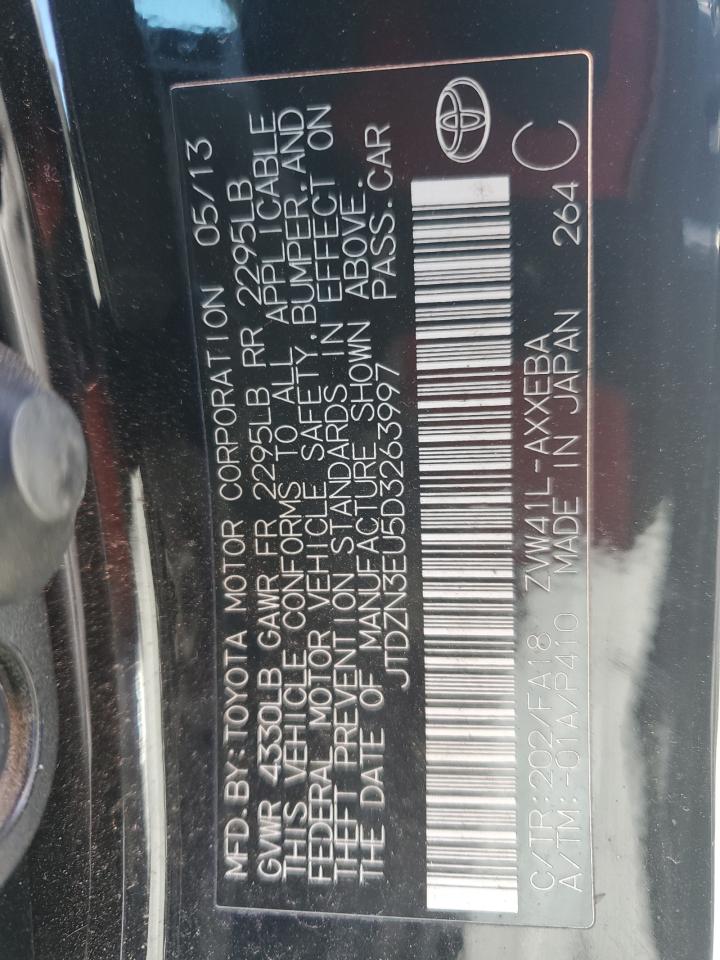 MFD. BY: TOYOTA MOTOR CORPORATION 05/13
GVWR 4330LB GAWR FR 2295LB RR 2295LB
THIS VEHICLE CONFORMS TO ALL APPLICABLE
FEDERAL MOTOR VEHICLE SAFETY, BUMPER, AND
THEFT PREVENTION STANDARDS IN EFFECT ON
THE DATE OF MANUFACTURE SHOWN ABOVE.
JTDZN3EU5D3263997 PASS. CAR
C/TR: 202/FA18 ZVW41L-AXXEBA
A/TM: -01A/P410 MADE IN JAPAN 264 C